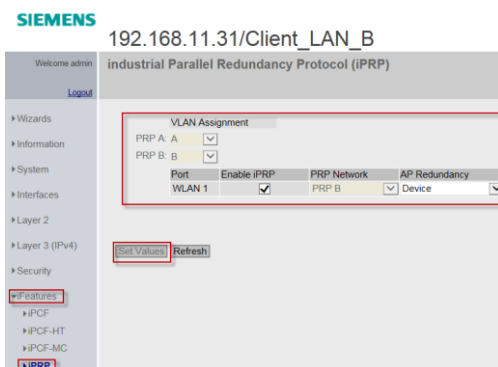 SIEMENS
192.168.11.31/Client_LAN_B
Welcome admin
Logout
industrial Parallel Redundancy Protocol (iPRP)
Wizards
Information
System
Interfaces
Layer 2
Layer 3 (IPv4)
Security
iFeatures
iPCF
iPCF-HT
iPCF-MC
iPRP
VLAN Assignment
PRP A: A
PRP B: B
Port Enable iPRP PRP Network AP Redundancy
WLAN 1 PRP B Device
Set Values Refresh